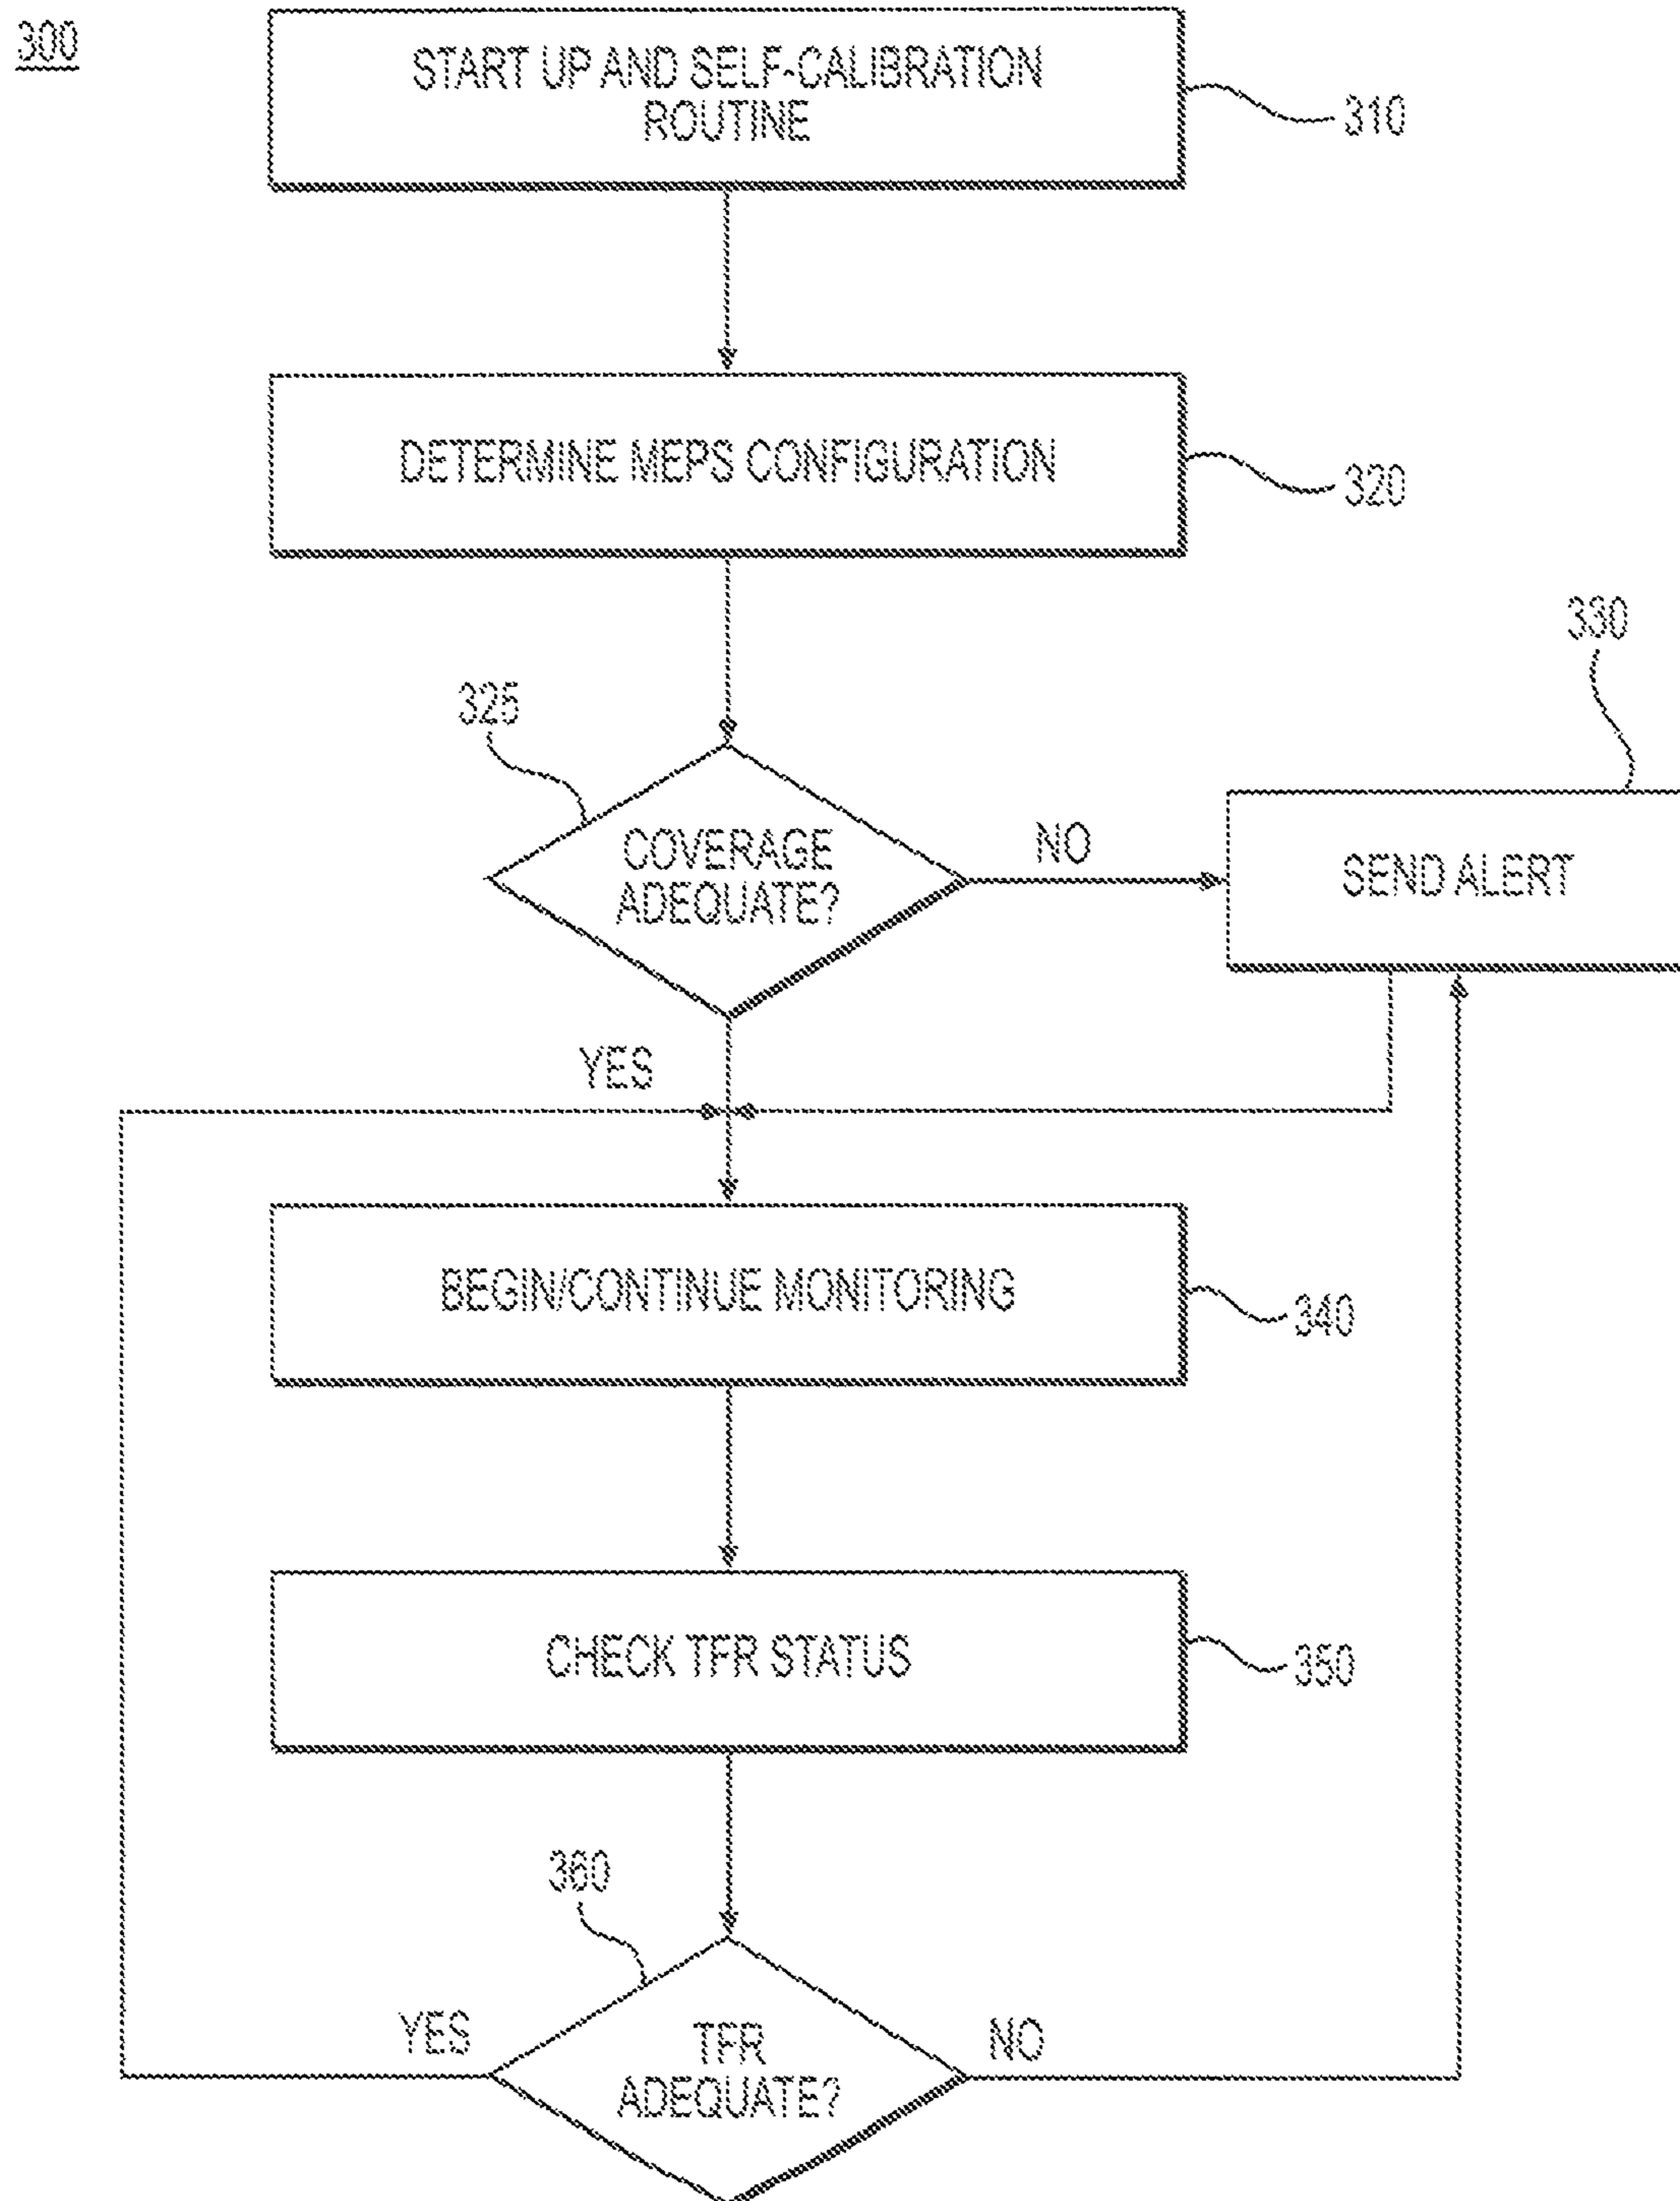 300
START UP AND SELF-CALIBRATION
ROUTINE
310
DETERMINE MEPS CONFIGURATION
320
330
325
COVERAGE
ADEQUATE?
NO
SEND ALERT
YES
BEGIN/CONTINUE MONITORING
340
CHECK TFR STATUS
350
360
YES
TFR
ADEQUATE?
NO